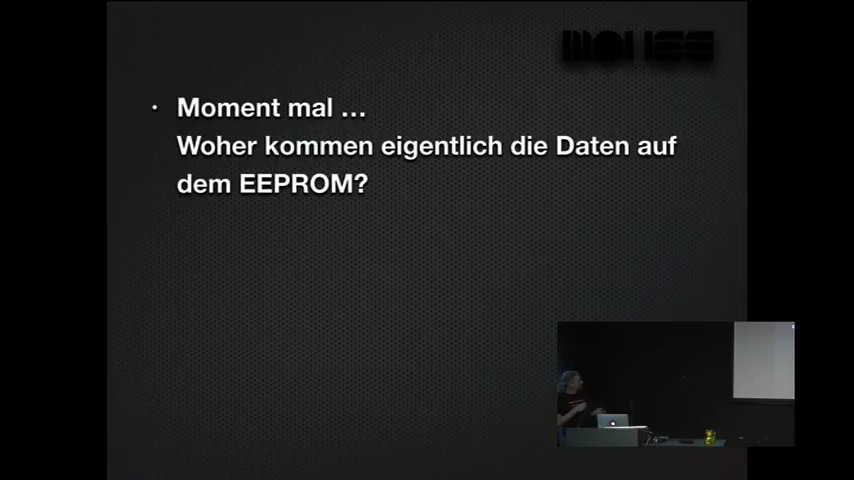 • Moment mal …
Woher kommen eigentlich die Daten auf
dem EEPROM?